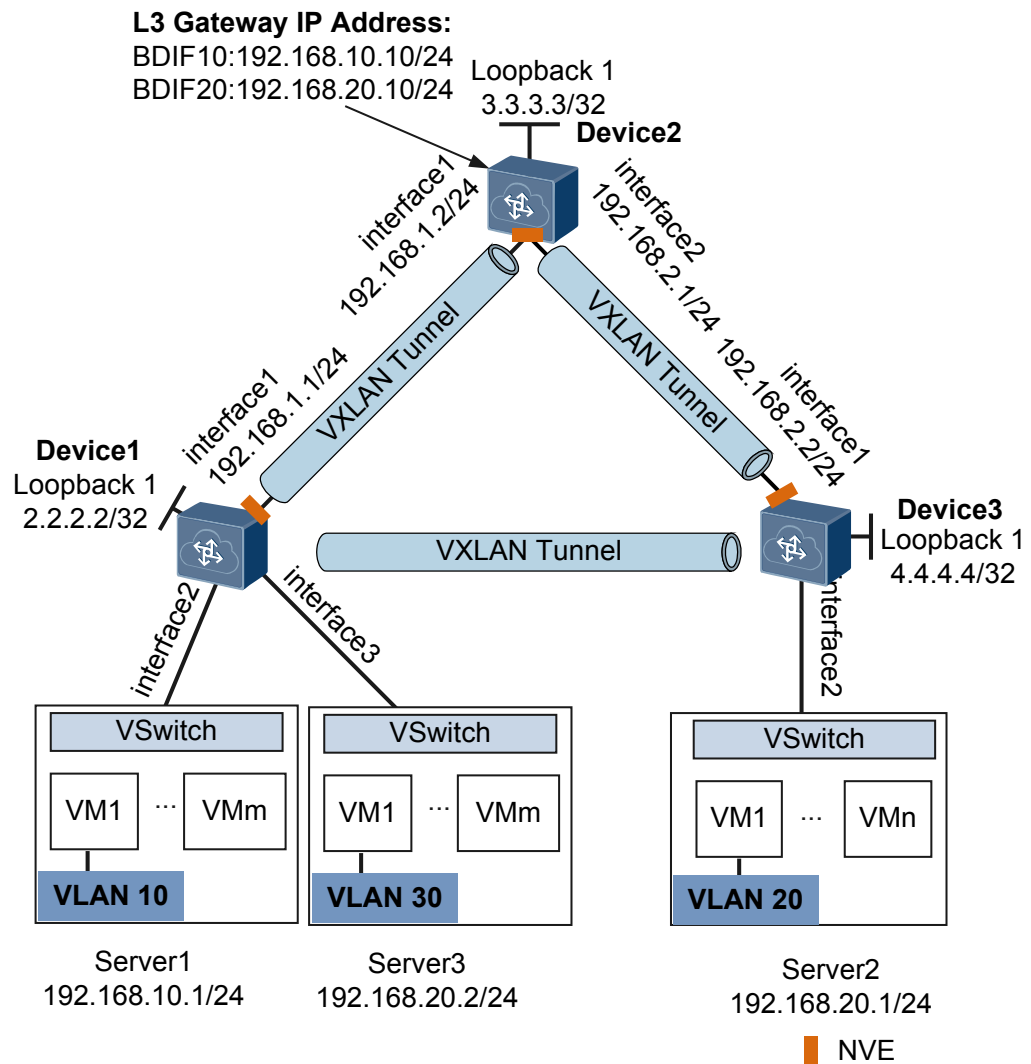 L3 Gateway IP Address:
BDIF10:192.168.10.10/24
BDIF20:192.168.20.10/24
Loopback 1
3.3.3.3/32
Device2
interface1
192.168.1.2/24
interface2
192.168.2.1/24
VXLAN Tunnel
VXLAN Tunnel
interface1
192.168.1.1/24
interface1
192.168.2.2/24
Device1
Loopback 1
2.2.2.2/32
Device3
Loopback 1
4.4.4.4/32
VXLAN Tunnel
interface2
interface3
interface2
VSwitch
VM1 ... VMm
VLAN 10
Server1
192.168.10.1/24
VSwitch
VM1 ... VMm
VLAN 30
Server3
192.168.20.2/24
VSwitch
VM1 ... VMn
VLAN 20
Server2
192.168.20.1/24
NVE